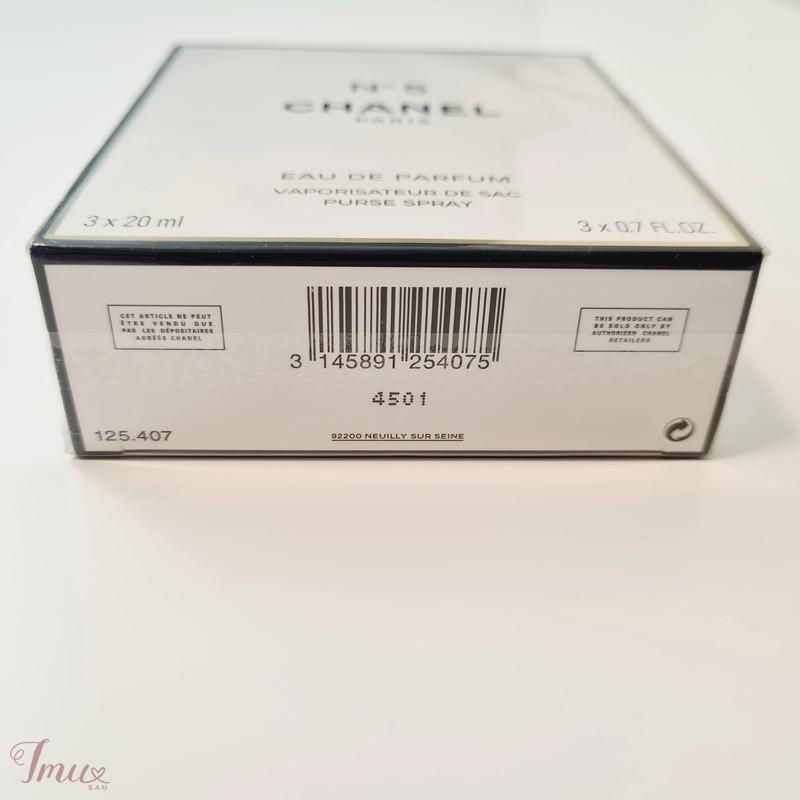 N°5
CHANEL
PARIS
EAU DE PARFUM
VAPORISATEUR DE SAC
PURSE SPRAY
3 x 20 ml
3 x 0.7 FL.OZ.
CET ARTICLE NE PEUT
ÊTRE VENDU QUE
PAR LES DÉPOSITAIRES
AGRÉÉS CHANEL
THIS PRODUCT CAN
BE SOLD ONLY BY
AUTHORIZED CHANEL
RETAILERS
3 145891 254075
4501
125.407
92200 NEUILLY SUR SEINE
Imu
SAU